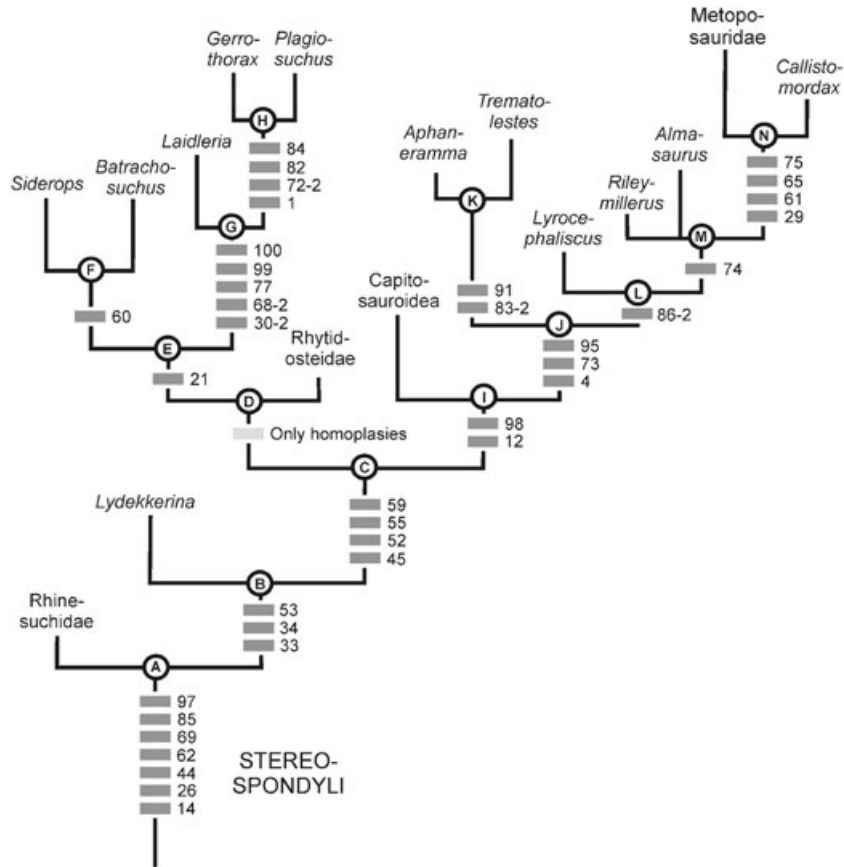 Metopo-
sauridae
Gerro-
thorax
Plagio-
suchus
Callisto-
mordax
H
Tremato-
lestes
N
Aphan-
eramma
Alma-
saurus
Laidleria
84
82
72-2
1
75
65
61
29
Siderops
Batracho-
suchus
Riley-
millerus
K
G
Lyroce-
phaliscus
M
100
99
77
68-2
30-2
74
F
Capito-
sauroidea
91
83-2
L
60
86-2
J
Rhytid-
osteidae
E
95
73
4
21
I
D
98
12
Only homoplasies
C
Lydekkerina
59
55
52
45
B
53
34
33
Rhine-
suchidae
A
97
85
69
62
44
26
14
STEREO-
SPONDYLI